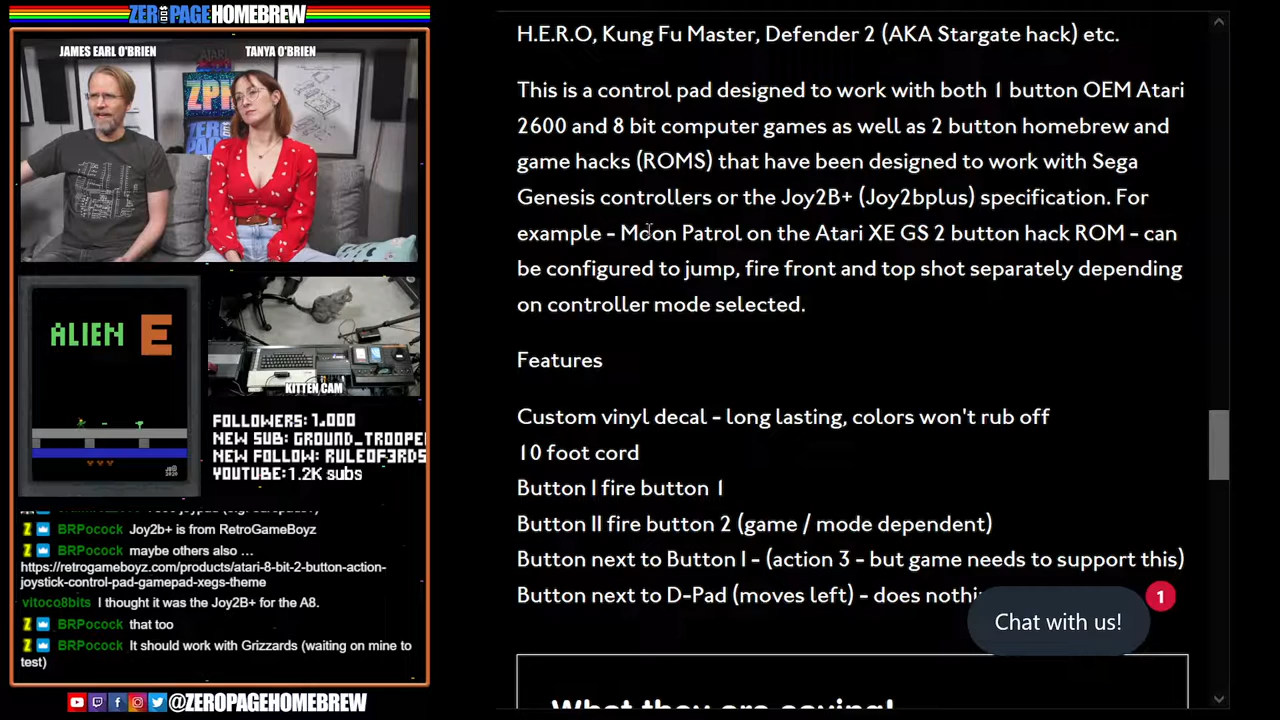 ZERO PAGE HOMEBREW
JAMES EARL O'BRIEN
TANYA O'BRIEN
ZPH
ALIEN E
KITTEN CAM
FOLLOWERS: 1,000
NEW SUB: GROUND_TROOPER
NEW FOLLOW: RULEOF3RDS
YOUTUBE: 1.2K subs
BRPocock Joy2b+ is from RetroGameBoyz
BRPocock maybe others also …
https://retrogameboyz.com/products/atari-8-bit-2-button-action-
joystick-control-pad-gamepad-xegs-theme
vitoco8bits I thought it was the Joy2B+ for the A8.
BRPocock that too
BRPocock It should work with Grizzards (waiting on mine to
test)
@ZEROPAGEHOMEBREW
H.E.R.O, Kung Fu Master, Defender 2 (AKA Stargate hack) etc.
This is a control pad designed to work with both 1 button OEM Atari
2600 and 8 bit computer games as well as 2 button homebrew and
game hacks (ROMS) that have been designed to work with Sega
Genesis controllers or the Joy2B+ (Joy2bplus) specification. For
example - Moon Patrol on the Atari XE GS 2 button hack ROM - can
be configured to jump, fire front and top shot separately depending
on controller mode selected.
Features
Custom vinyl decal - long lasting, colors won't rub off
10 foot cord
Button I fire button 1
Button II fire button 2 (game / mode dependent)
Button next to Button I - (action 3 - but game needs to support this)
Button next to D-Pad (moves left) - does nothi
1
Chat with us!
What they are saying!